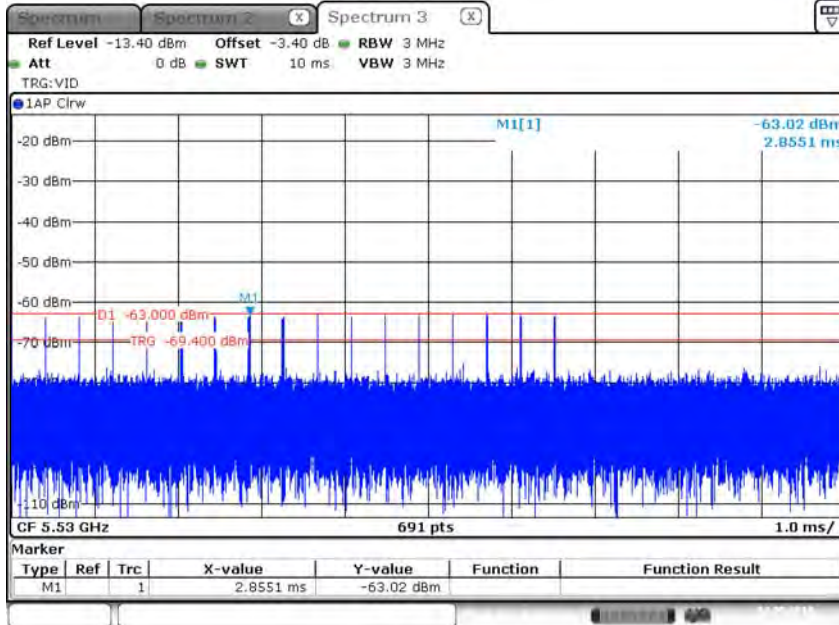 Spectrum Spectrum 2 X Spectrum 3 X
Ref Level -13.40 dBm Offset -3.40 dB RBW 3 MHz
Att 0 dB SWT 10 ms VBW 3 MHz
TRG:VID
1AP Clrw
M1[1] -63.02 dBm
2.8551 ms
-20 dBm
-30 dBm
-40 dBm
-50 dBm
-60 dBm
M1
D1 -63.000 dBm
-70 dBm
TRG -69.400 dBm
-110 dBm
CF 5.53 GHz 691 pts 1.0 ms/
Marker
Type Ref Trc X-value Y-value Function Function Result
M1 1 2.8551 ms -63.02 dBm